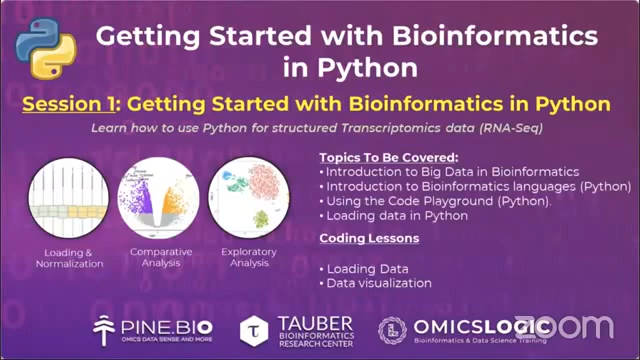 Getting Started with Bioinformatics
in Python
Session 1: Getting Started with Bioinformatics in Python
Learn how to use Python for structured Transcriptomics data (RNA-Seq)
Loading &
Normalization
Comparative
Analysis
Exploratory
Analysis
Topics To Be Covered:
• Introduction to Big Data in Bioinformatics
• Introduction to Bioinformatics languages (Python)
• Using the Code Playground (Python).
• Loading data in Python
Coding Lessons
• Loading Data
• Data visualization
PINE.BIO
OMICS DATA SENSE AND MORE
TAUBER
BIOINFORMATICS
RESEARCH CENTER
OMICSLOGIC
Bioinformatics & Data Science Training
zoom